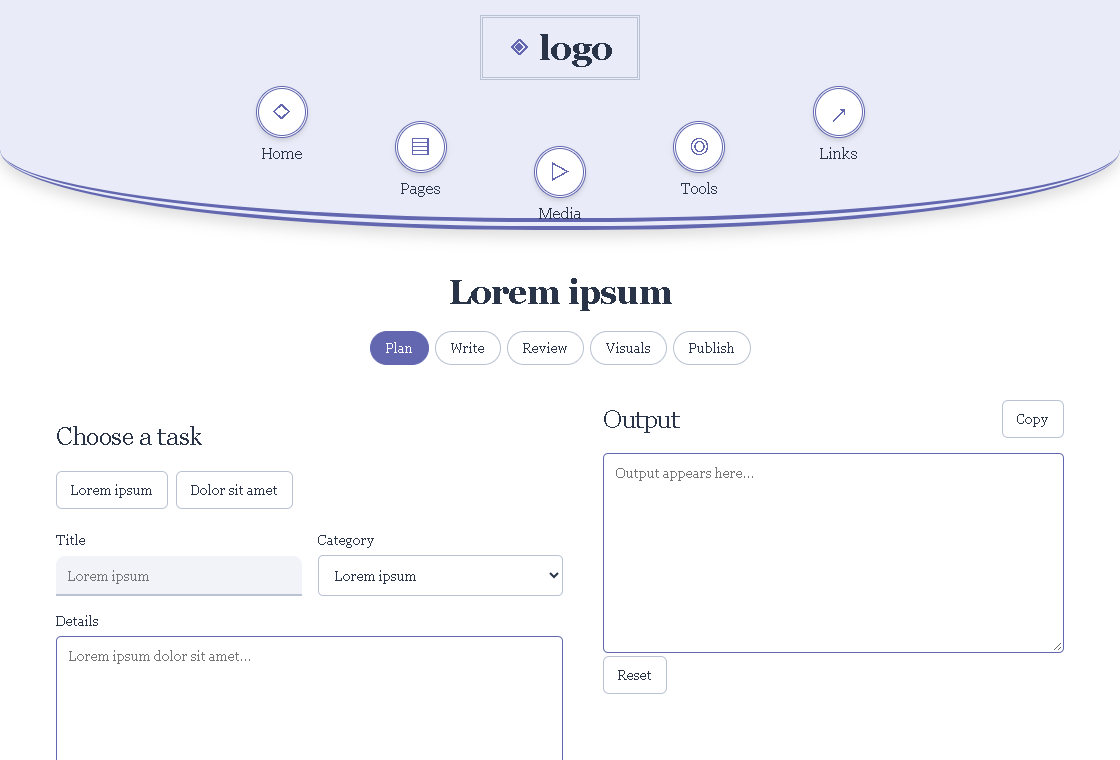 logo
Home
Pages
Media
Tools
Links
Lorem ipsum
Plan
Write
Review
Visuals
Publish
Choose a task
Lorem ipsum
Dolor sit amet
Title
Category
Lorem ipsum
Lorem ipsum
Details
Lorem ipsum dolor sit amet...
Output
Copy
Output appears here...
Reset